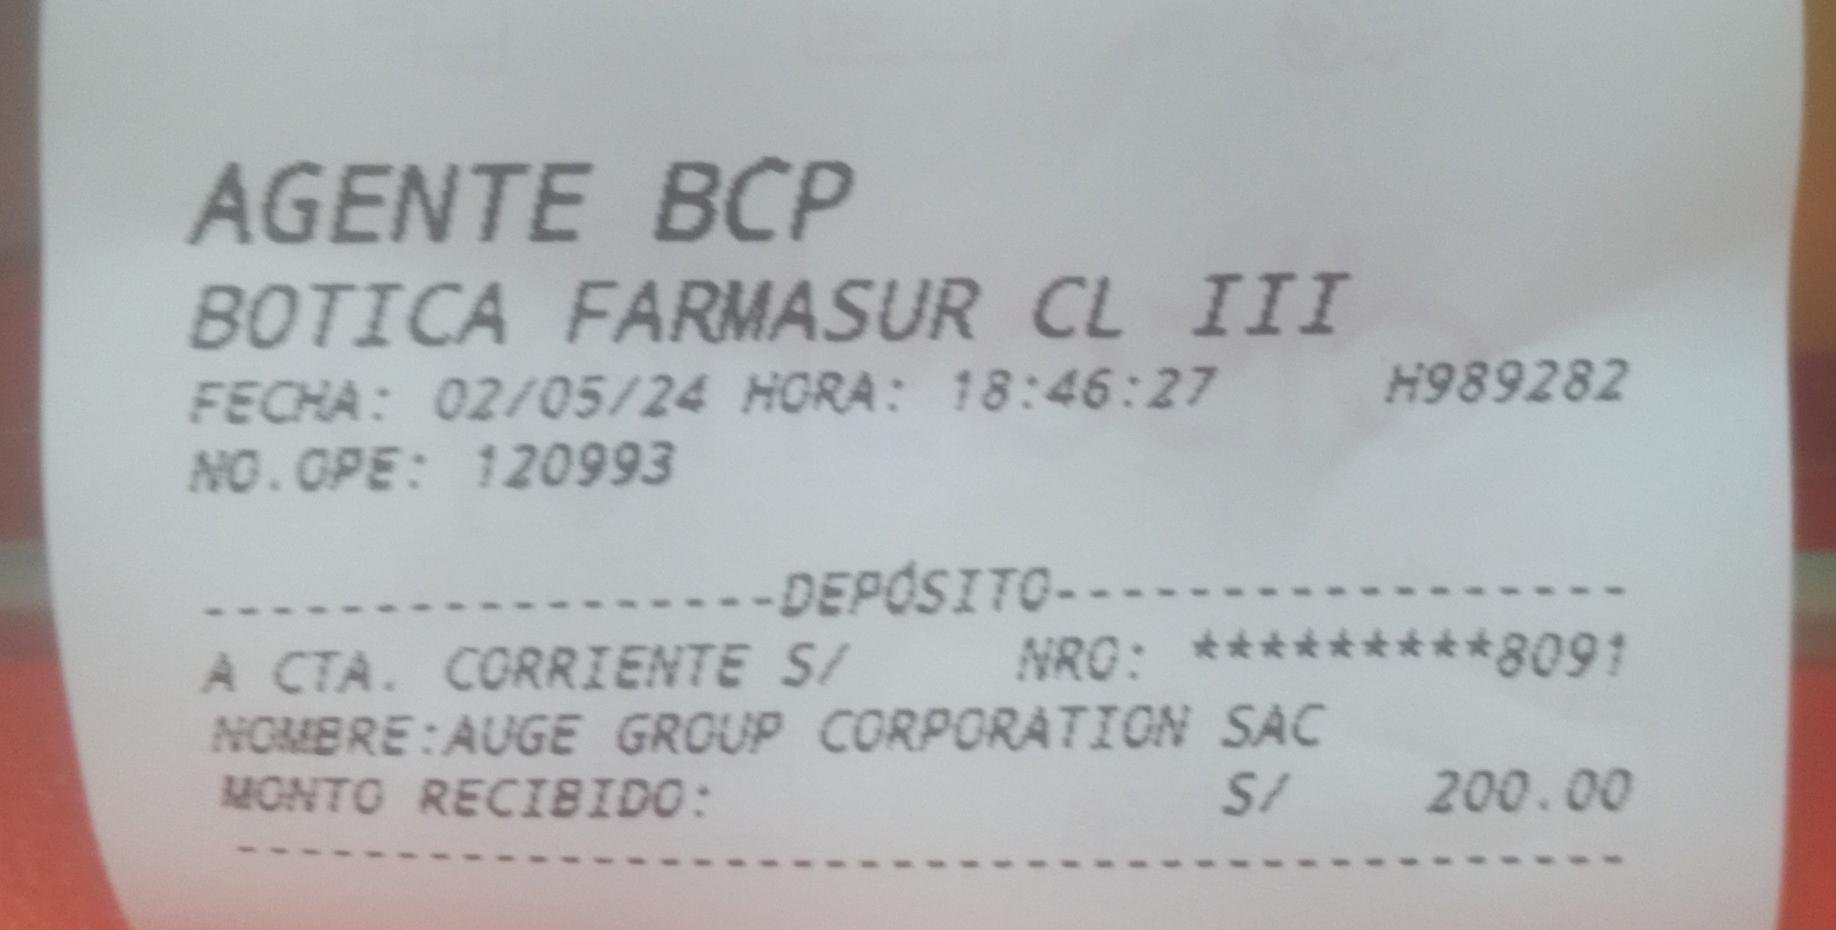 AGENTE BCP
BOTICA FARMASUR CL III
FECHA: 02/05/24 HORA: 18:46:27 H989282
NO.OPE: 120993
------------------DEPÓSITO------------------
A CTA. CORRIENTE S/ NRO: *********8091
NOMBRE:AUGE GROUP CORPORATION SAC
MONTO RECIBIDO: S/ 200.00
--------------------------------------------